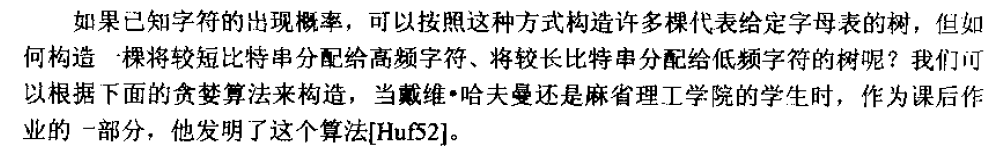 如果已知字符的出现概率，可以按照这种方式构造许多棵代表给定字母表的树，但如
何构造一棵将较短比特串分配给高频字符、将较长比特串分配给低频字符的树呢？我们可
以根据下面的贪婪算法来构造，当戴维•哈夫曼还是麻省理工学院的学生时，作为课后作
业的一部分，他发明了这个算法[Huf52]。